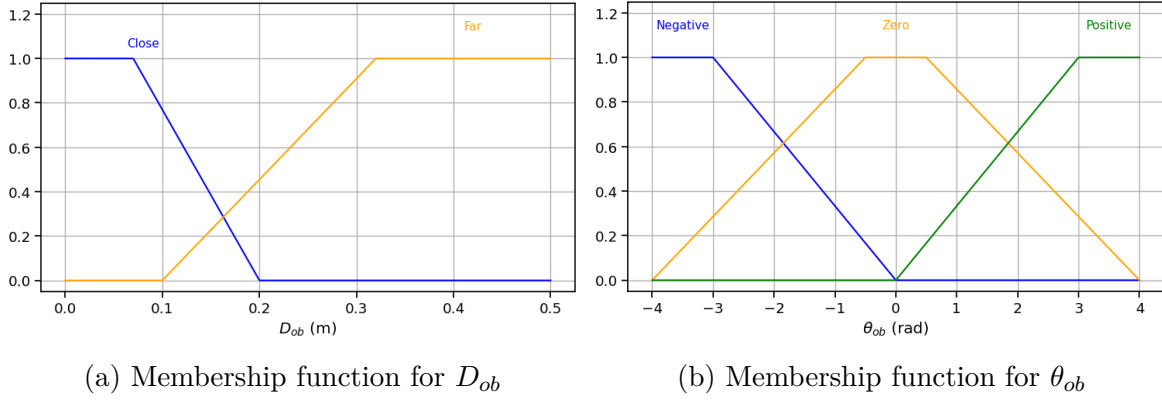 1.2
1.0
0.8
0.6
0.4
0.2
0.0
Close
Far
0.0 0.1 0.2 0.3 0.4 0.5
D_ob (m)
(a) Membership function for D_ob
1.2
1.0
0.8
0.6
0.4
0.2
0.0
Negative Zero Positive
−4 −3 −2 −1 0 1 2 3 4
θ_ob (rad)
(b) Membership function for θ_ob